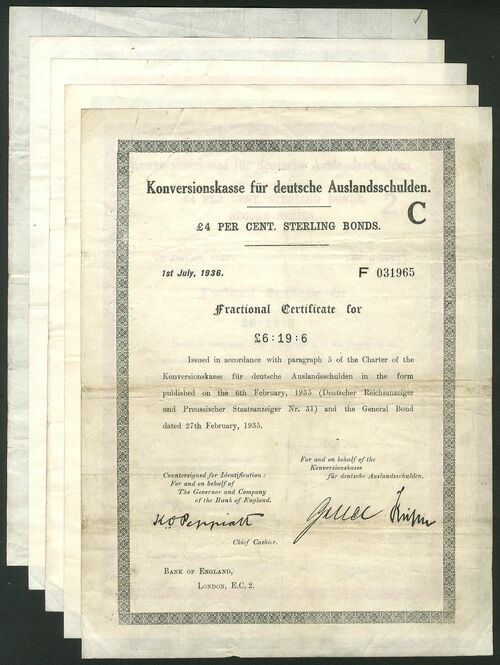 Konversionskasse für deutsche Auslandsschulden.
C
£4 PER CENT. STERLING BONDS.
1st July, 1936.
F 031965
Fractional Certificate for
£6:19:6
Issued in accordance with paragraph 5 of the Charter of the
Konversionskasse für deutsche Auslandsschulden in the form
published on the 6th February, 1935 (Deutscher Reichsanzeiger
und Preussischer Staatsanzeiger Nr. 31) and the General Bond
dated 27th February, 1935.
For and on behalf of the
Konversionskasse
für deutsche Auslandsschulden.
Countersigned for Identification:
For and on behalf of
The Governor and Company
of the Bank of England.
K O Peppiatt
Chief Cashier.
BANK OF ENGLAND,
LONDON, E.C. 2.